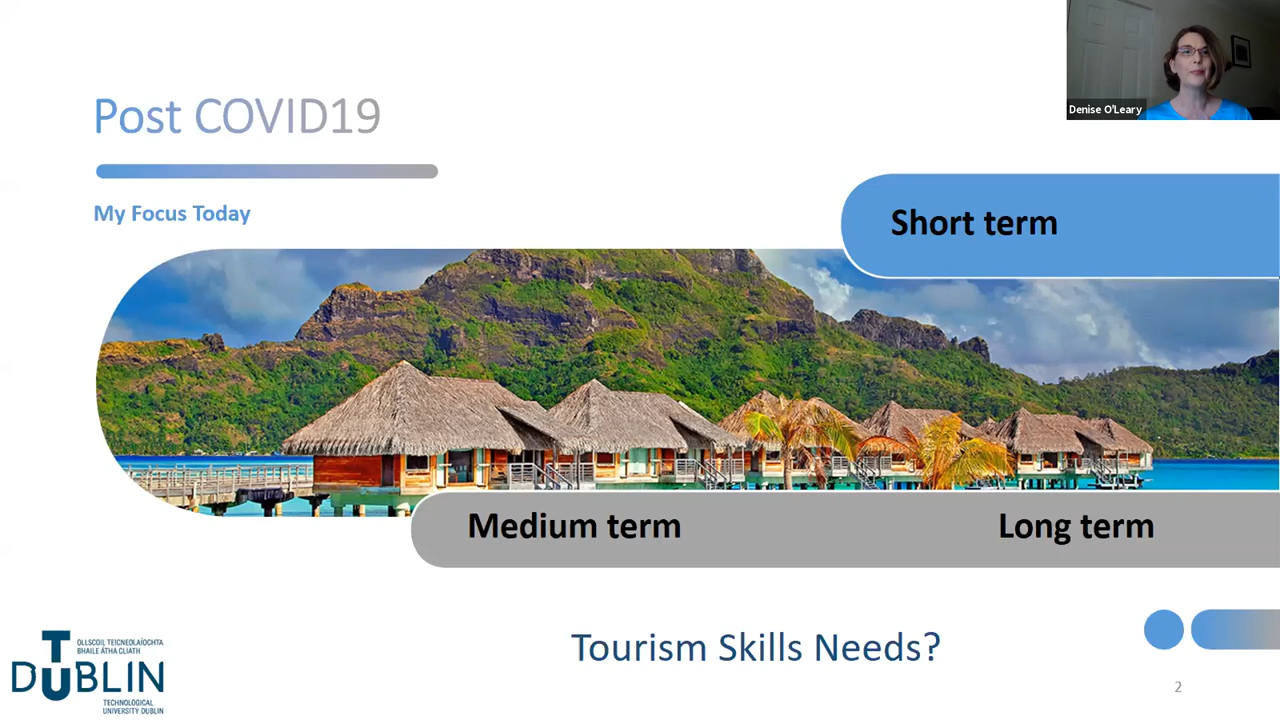 Post COVID19
Denise O'Leary
My Focus Today
Short term
Medium term
Long term
Tourism Skills Needs?
T
DUBLIN
OLLSCOIL TEICNEOLAÍOCHTA
BHAILE ÁTHA CLIATH
TECHNOLOGICAL
UNIVERSITY DUBLIN
2